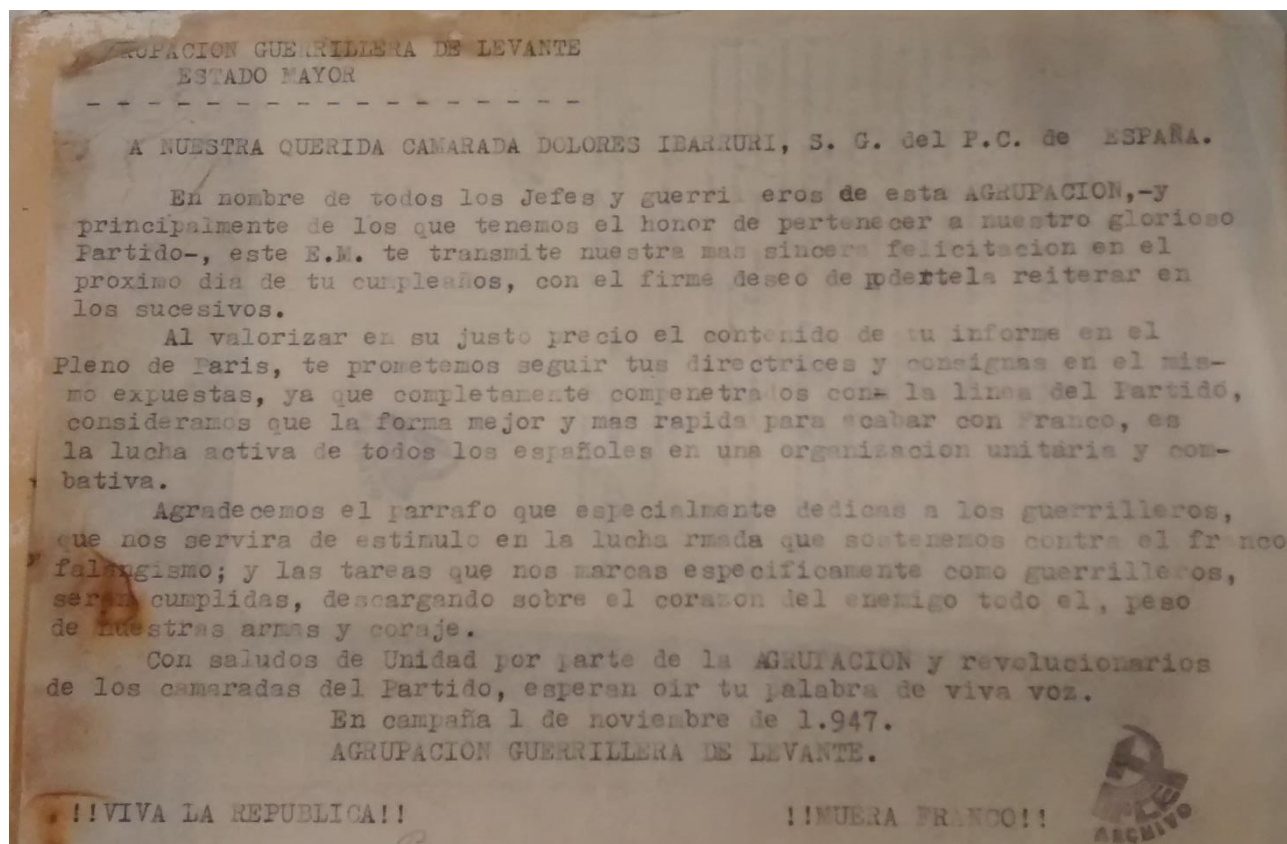 AGRUPACION GUERRILLERA DE LEVANTE
ESTADO MAYOR
- - - - - - - - - - - - - - - - - -
A NUESTRA QUERIDA CAMARADA DOLORES IBARRURI, S. G. del P.C. de ESPAÑA.
En nombre de todos los Jefes y guerri eros de esta AGRUPACION,-y
principalmente de los que tenemos el honor de pertenecer a nuestro glorioso
Partido-, este E.M. te transmite nuestra mas sincera felicitacion en el
proximo dia de tu cumpleaños, con el firme deseo de podertela reiterar en
los sucesivos.
Al valorizar en su justo precio el contenido de tu informe en el
Pleno de Paris, te prometemos seguir tus directrices y consignas en el mis-
mo expuestas, ya que completamente compenetrados con la linea del Partido,
consideramos que la forma mejor y mas rapida para acabar con Franco, es
la lucha activa de todos los españoles en una organizacion unitaria y com-
bativa.
Agradecemos el parrafo que especialmente dedicas a los guerrilleros,
que nos servira de estimulo en la lucha rmada que sostenemos contra el fr nco
falangismo; y las tareas que nos marcas especificamente como guerrilleros,
seran cumplidas, descargando sobre el corazon del enemigo todo el, peso
de nuestras armas y coraje.
Con saludos de Unidad por parte de la AGRUPACION y revolucionarios
de los camaradas del Partido, esperan oir tu palabra de viva voz.
En campaña 1 de noviembre de 1.947.
AGRUPACION GUERRILLERA DE LEVANTE.
!!VIVA LA REPUBLICA!! !!MUERA FRANCO!!
PCE
ARCHIVO